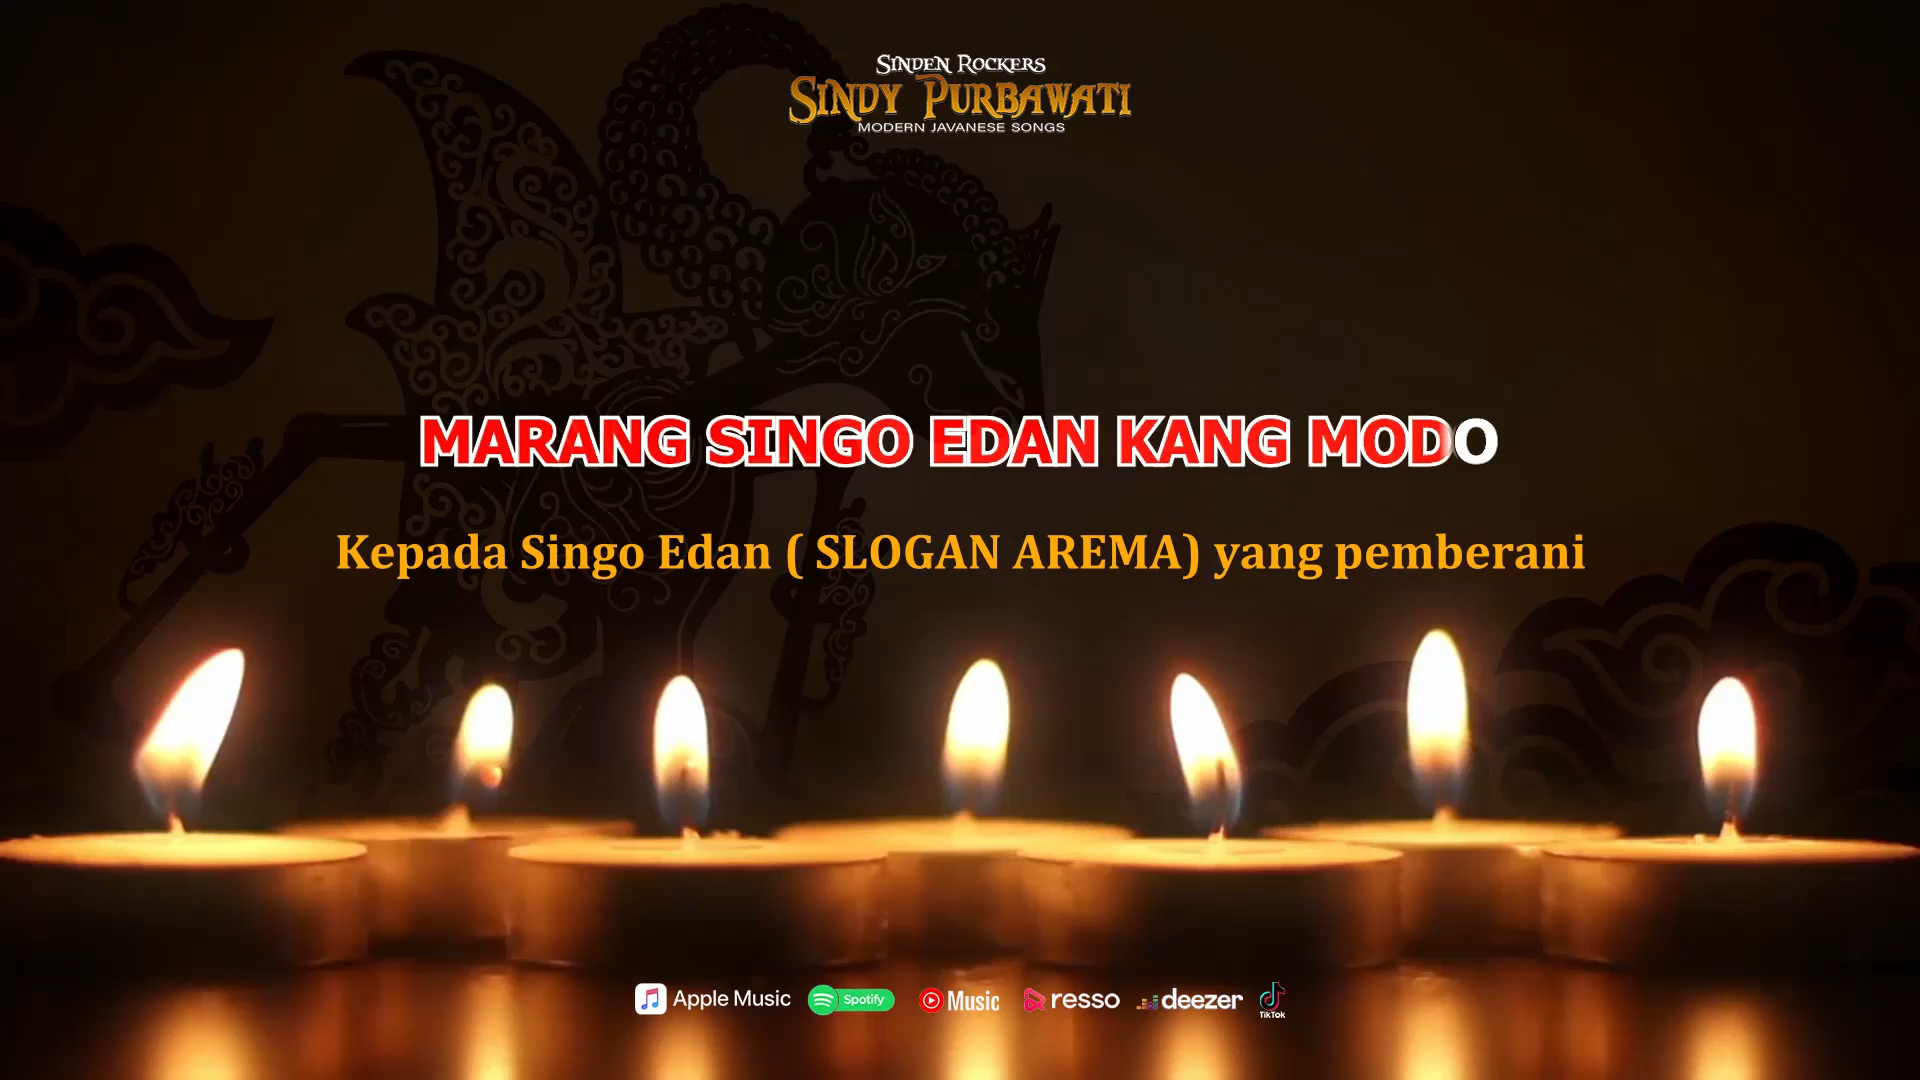 SINDEN ROCKERS
SINDY PURBAWATI
MODERN JAVANESE SONGS
MARANG SINGO EDAN KANG MODO
Kepada Singo Edan ( SLOGAN AREMA) yang pemberani
Apple Music Spotify Music resso deezer TikTok